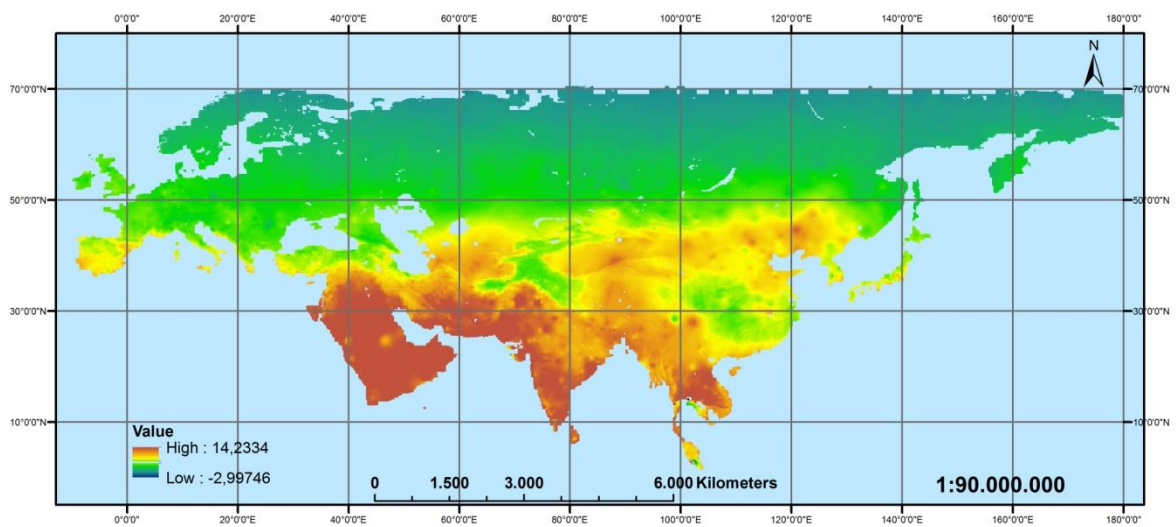 0°0'0" 20°0'0"E 40°0'0"E 60°0'0"E 80°0'0"E 100°0'0"E 120°0'0"E 140°0'0"E 160°0'0"E 180°0'0"
N
70°0'0"N 70°0'0"N
50°0'0"N 50°0'0"N
30°0'0"N 30°0'0"N
10°0'0"N 10°0'0"N
Value
High : 14,2334
Low : -2,99746
0 1.500 3.000 6.000 Kilometers
1:90.000.000
0°0'0" 20°0'0"E 40°0'0"E 60°0'0"E 80°0'0"E 100°0'0"E 120°0'0"E 140°0'0"E 160°0'0"E 180°0'0"